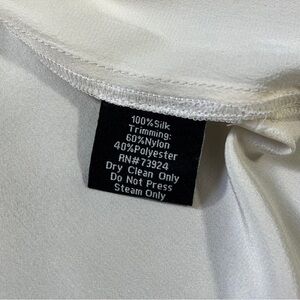 100%Silk
Trimming:
60%Nylon
40%Polyester
RN#73924
Dry Clean Only
Do Not Press
Steam Only